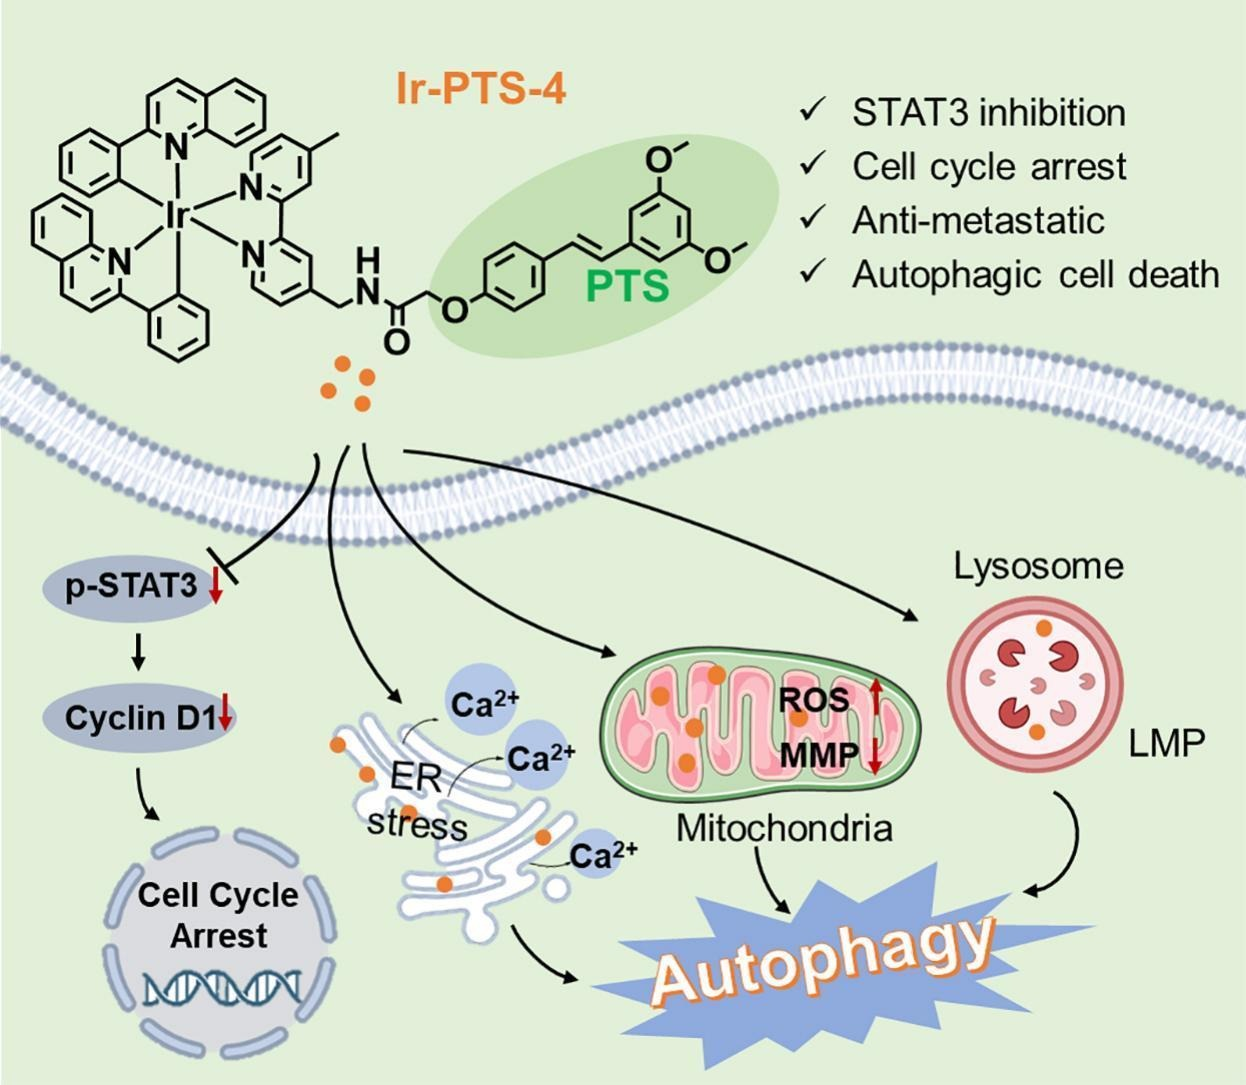 Ir-PTS-4
✓ STAT3 inhibition
✓ Cell cycle arrest
✓ Anti-metastatic
✓ Autophagic cell death
N
N
Ir
N
N
H
N
O
O
O
O
PTS
p-STAT3
Cyclin D1
Cell Cycle
Arrest
Ca²⁺
Ca²⁺
Ca²⁺
ER
stress
ROS
MMP
Mitochondria
Lysosome
LMP
Autophagy